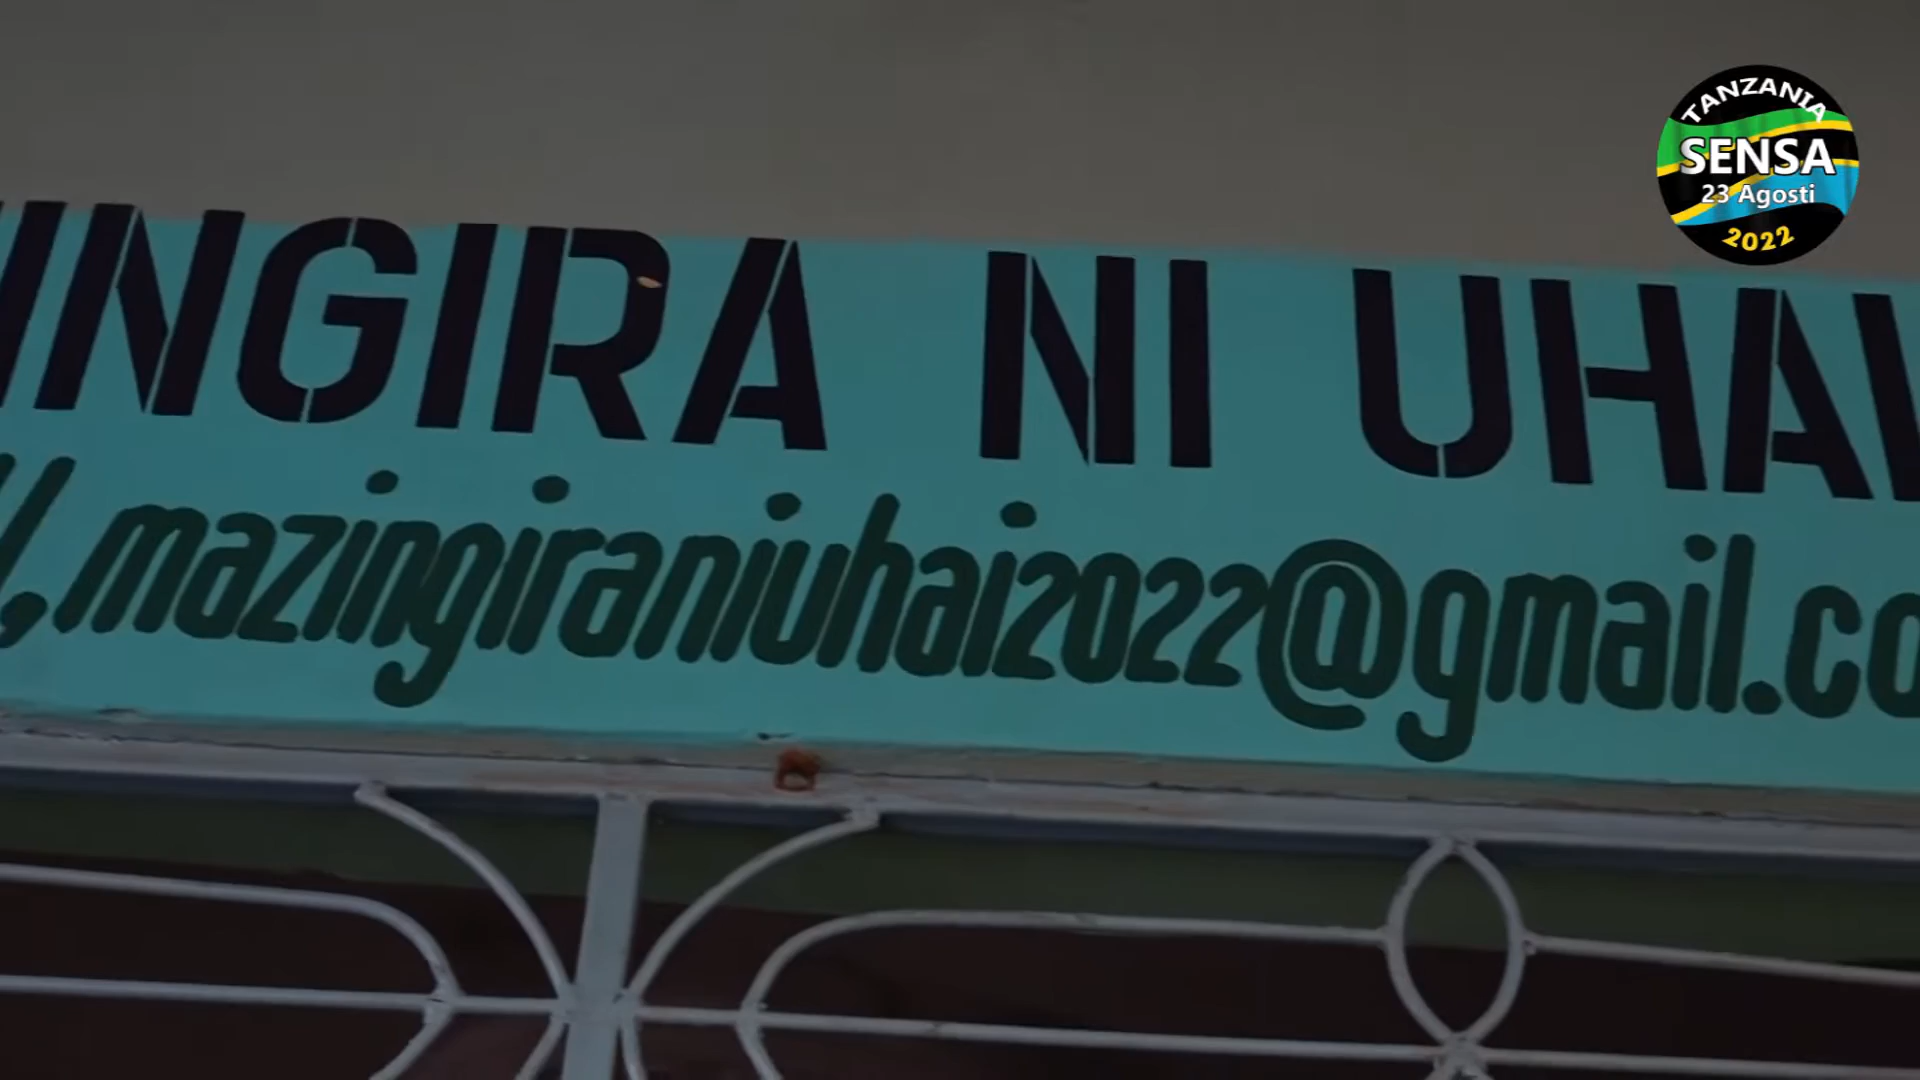 INGIRA NI UHA
mazingiraniuhai2022@gmail.co
TANZANIA
SENSA
23 Agosti
2022